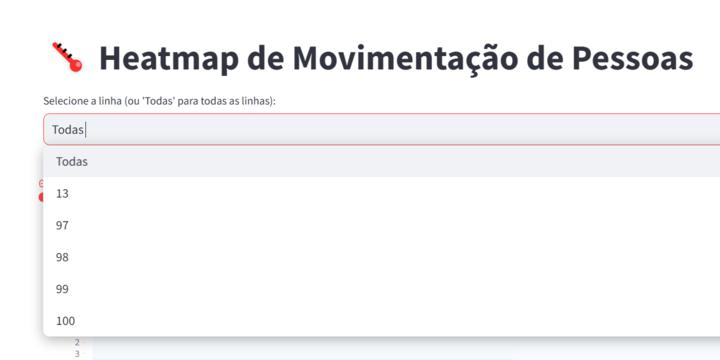 Heatmap de Movimentação de Pessoas
Selecione a linha (ou 'Todas' para todas as linhas):
Todas
Todas
13
97
98
99
100
2
3